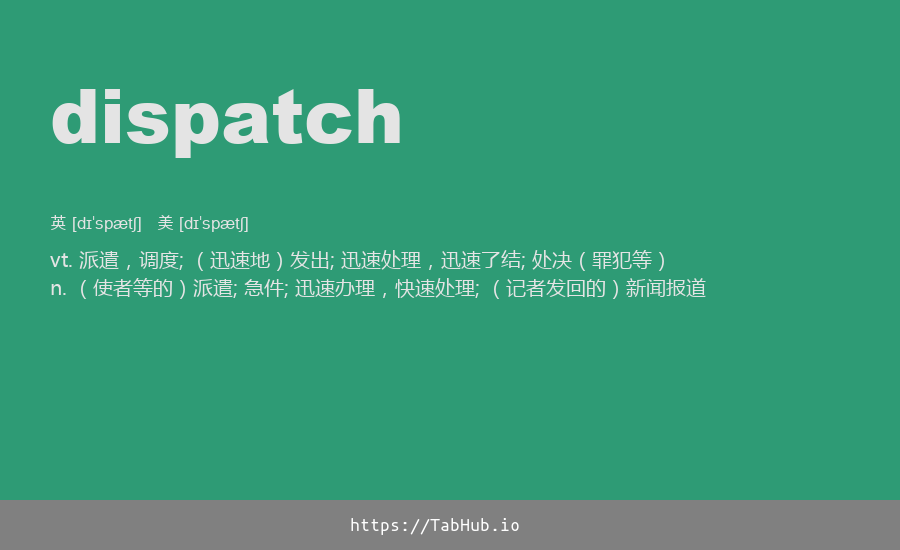 dispatch
英 [dɪˈspætʃ] 美 [dɪˈspætʃ]
vt. 派遣，调度; （迅速地）发出; 迅速处理，迅速了结; 处决（罪犯等）
n. （使者等的）派遣; 急件; 迅速办理，快速处理; （记者发回的）新闻报道
https://TabHub.io